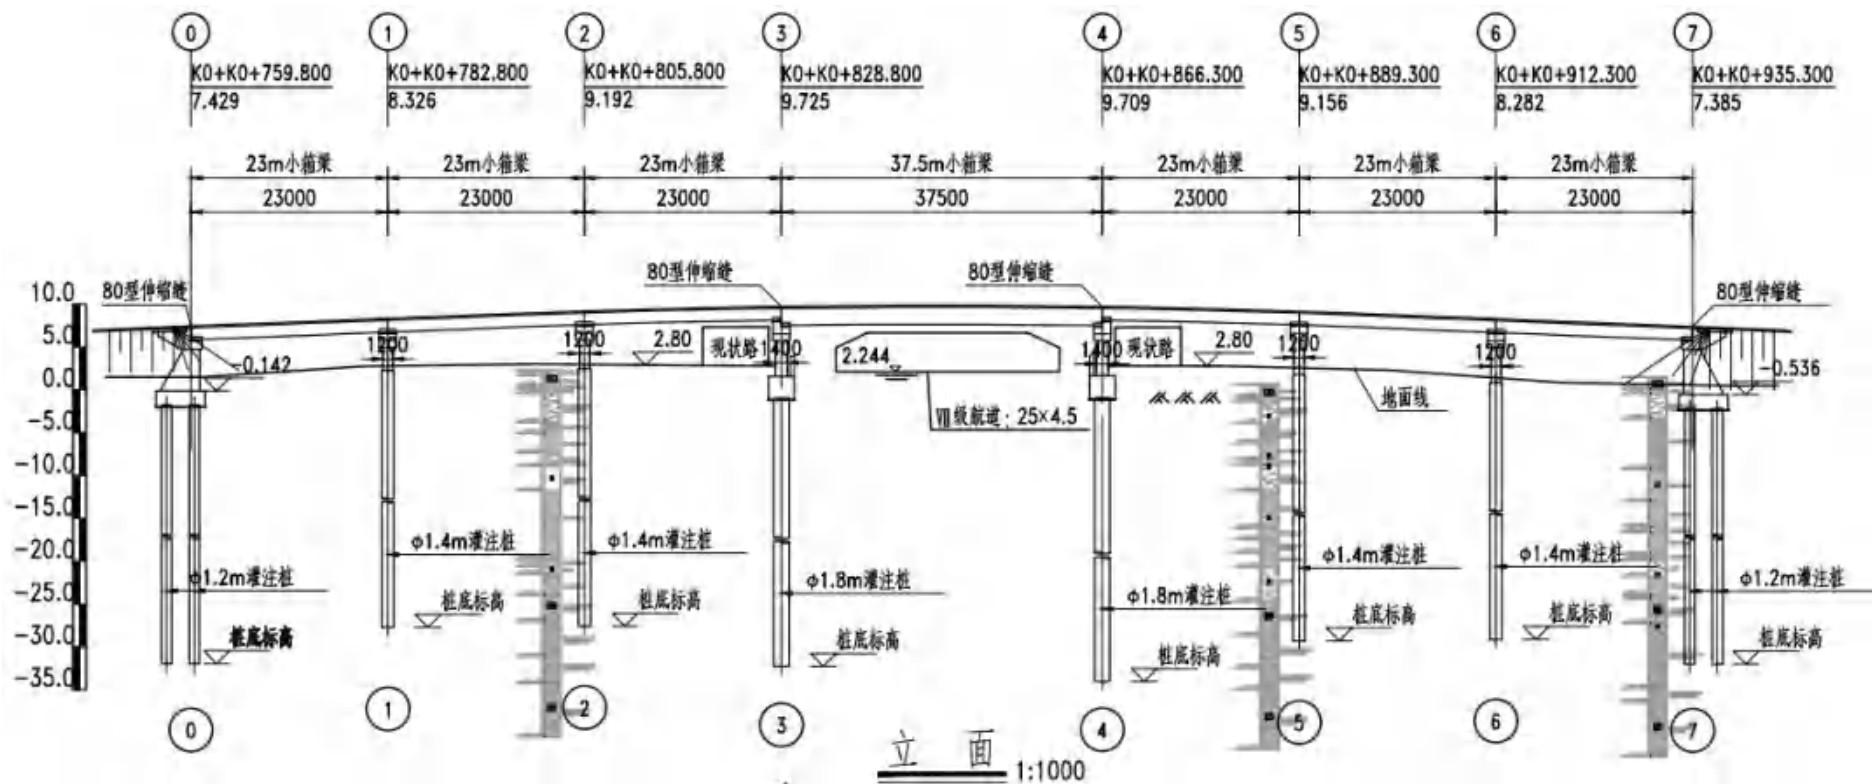 0 1 2 3 4 5 6 7
K0+K0+759.800 K0+K0+782.800 K0+K0+805.800 K0+K0+828.800 K0+K0+866.300 K0+K0+889.300 K0+K0+912.300 K0+K0+935.300
7.429 8.326 9.192 9.725 9.709 9.156 8.282 7.385
23m小箱梁 23m小箱梁 23m小箱梁 37.5m小箱梁 23m小箱梁 23m小箱梁 23m小箱梁
23000 23000 23000 37500 23000 23000 23000
80型伸缩缝 80型伸缩缝
10.0 80型伸缩缝 80型伸缩缝
5.0
1200 1200 2.80 现状路 1400 2.244 1400 现状路 2.80 1200 1200
-0.142 -0.536
0.0
地面线
Ⅶ级航道：25×4.5
-5.0
-10.0
-15.0
-20.0
φ1.4m灌注桩 φ1.4m灌注桩 φ1.4m灌注桩 φ1.4m灌注桩
φ1.2m灌注桩 φ1.8m灌注桩 φ1.8m灌注桩 φ1.2m灌注桩
-25.0
桩底标高 桩底标高 桩底标高 桩底标高
-30.0
桩底标高 桩底标高 桩底标高 桩底标高
-35.0
0 1 2 3 4 5 6 7
立 面 1:1000